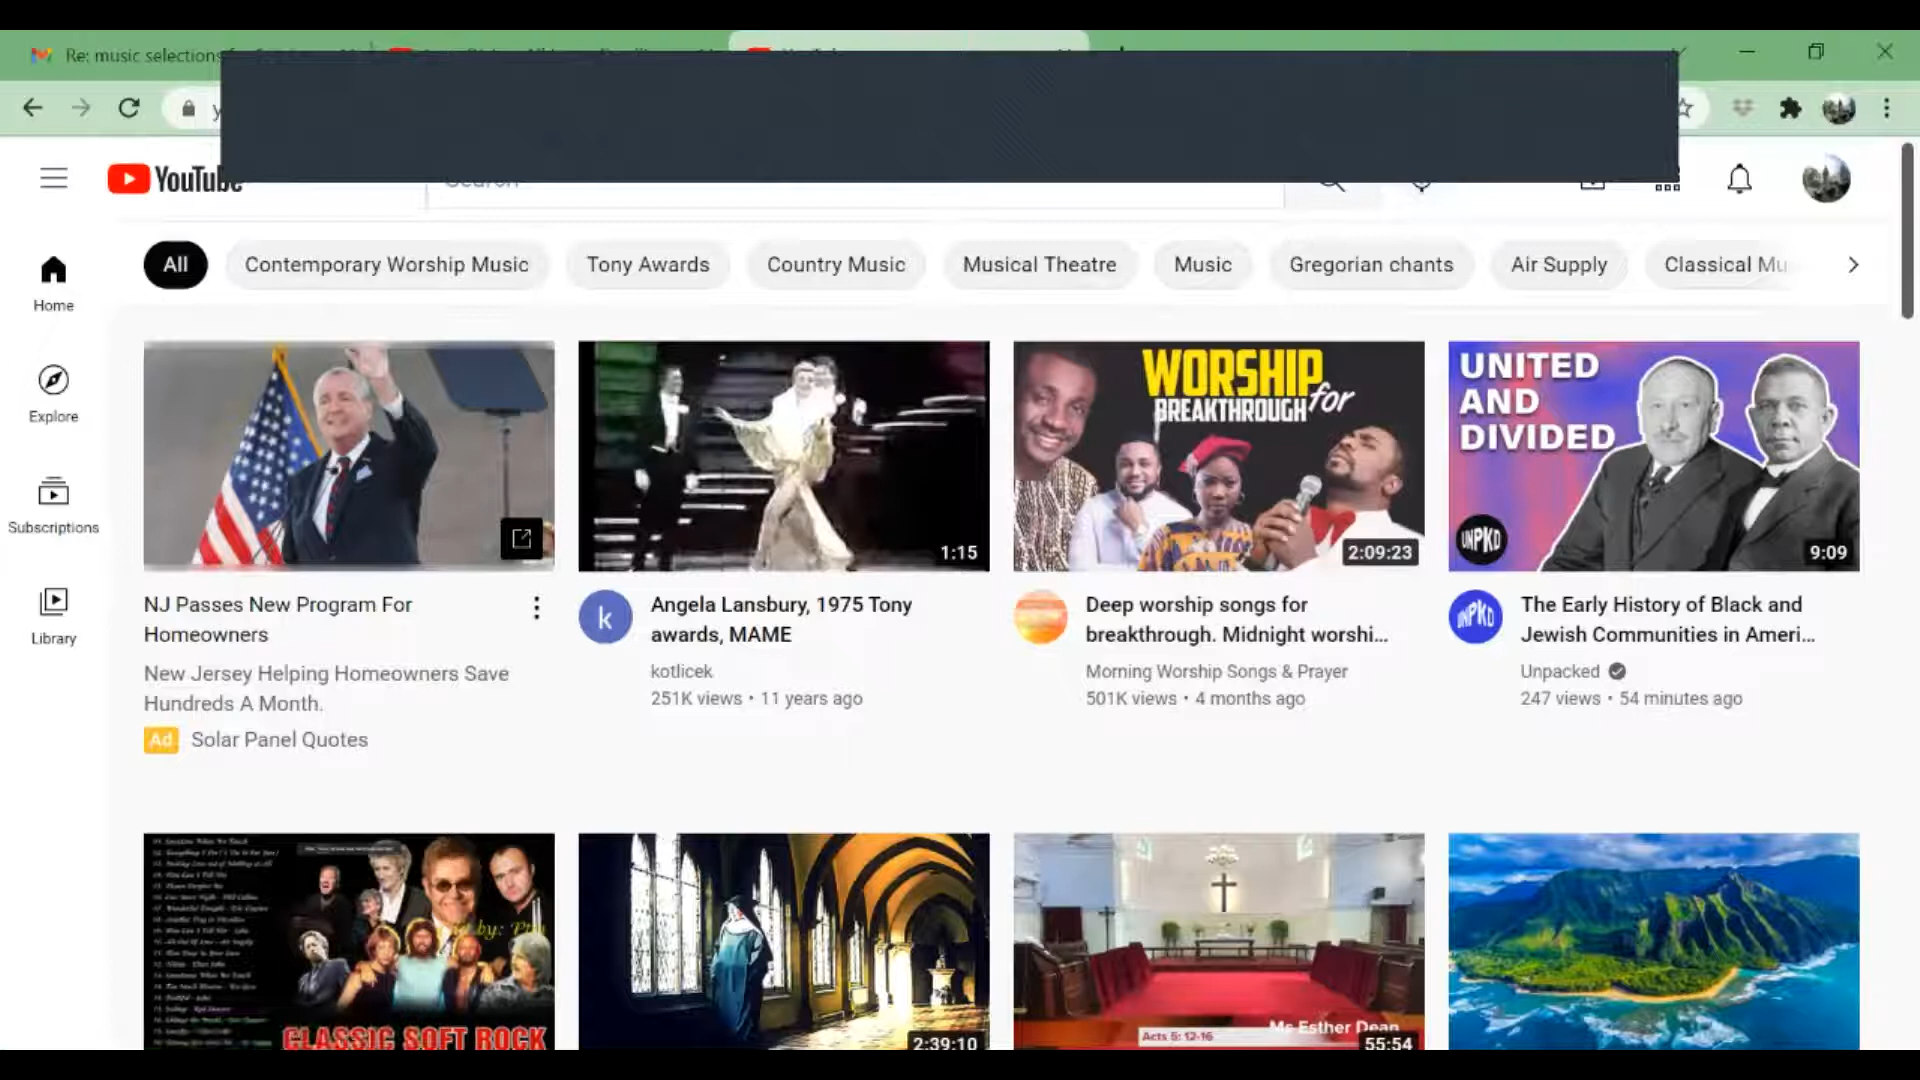 Re: music selections
YouTube
Search
All
Contemporary Worship Music
Tony Awards
Country Music
Musical Theatre
Music
Gregorian chants
Air Supply
Classical Mu
Home
Explore
Subscriptions
Library
1:15
WORSHIP
for
BREAKTHROUGH
2:09:23
UNITED
AND
DIVIDED
UNPKD
9:09
NJ Passes New Program For
Homeowners
New Jersey Helping Homeowners Save
Hundreds A Month.
Ad Solar Panel Quotes
k
Angela Lansbury, 1975 Tony
awards, MAME
kotlicek
251K views • 11 years ago
Deep worship songs for
breakthrough. Midnight worshi...
Morning Worship Songs & Prayer
501K views • 4 months ago
UNPKD
The Early History of Black and
Jewish Communities in Ameri...
Unpacked
247 views • 54 minutes ago
CLASSIC SOFT ROCK
2:39:10
Ms Esther Dean
Acts 5: 12-16
55:54